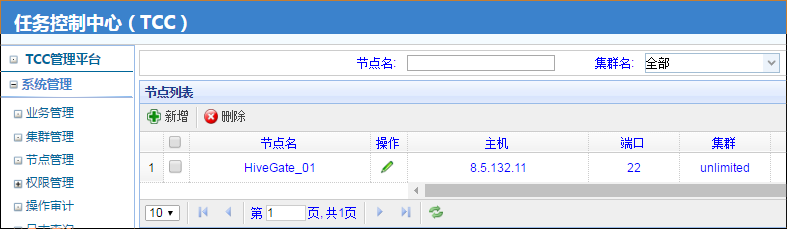 任务控制中心（TCC）
TCC管理平台
系统管理
业务管理
集群管理
节点管理
权限管理
操作审计
节点名: 集群名: 全部
节点列表
新增 删除
节点名 操作 主机 端口 集群
1 HiveGate_01 8.5.132.11 22 unlimited
10 第 1 页, 共1页